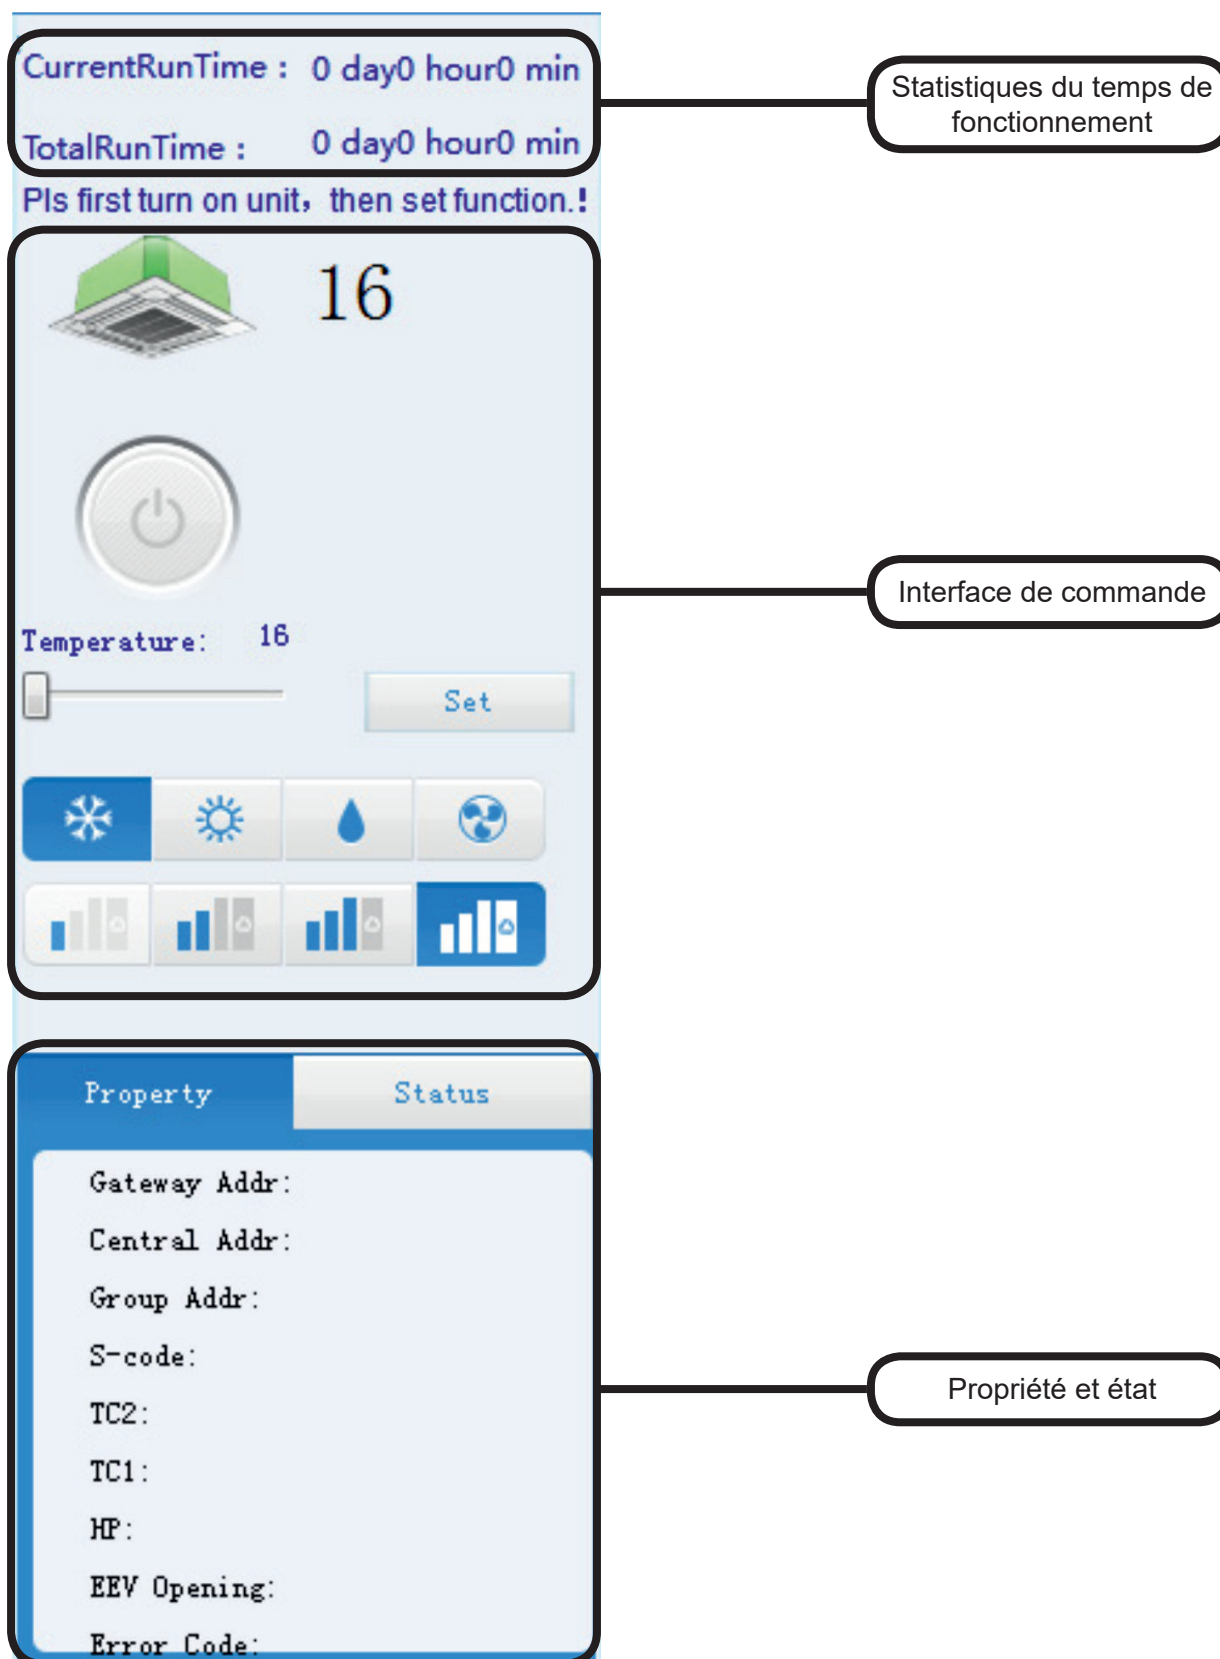 CurrentRunTime : 0 day0 hour0 min
TotalRunTime : 0 day0 hour0 min
Statistiques du temps de
fonctionnement
Pls first turn on unit，then set function.!
16
Interface de commande
Temperature: 16
Set
Property Status
Gateway Addr:
Central Addr:
Group Addr:
S-code:
TC2:
TC1:
HP:
EEV Opening:
Error Code:
Propriété et état